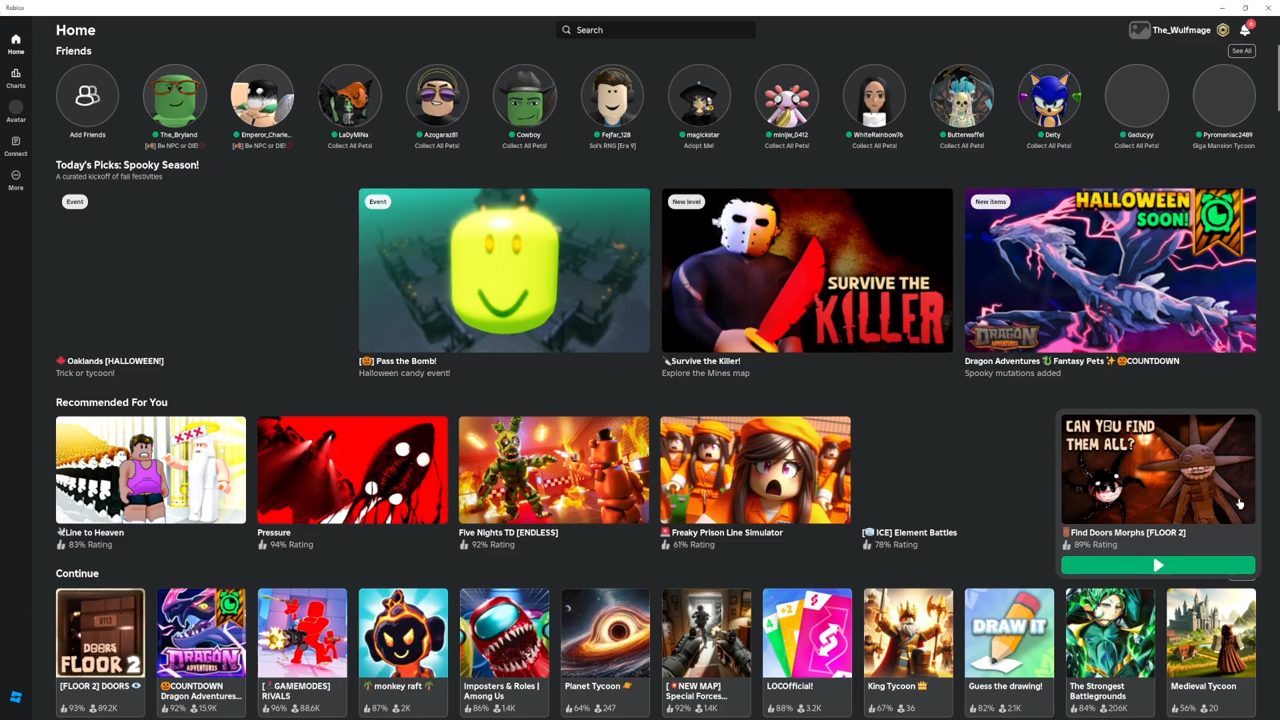 Roblox
Home
Search
The_Wulfmage
6
Home
Charts
Avatar
Connect
More
Friends
See All
Add Friends
The_Bryland
Emperor_Charle...
LaDyMiNa
Azogaraz81
Cowboy
Fejfar_128
magickstar
minijw_0412
WhiteRainbow76
Butterwaffel
Deity
Gaducyy
Pyromaniac2489
Be NPC or DIE!
Be NPC or DIE!
Collect All Pets!
Collect All Pets!
Collect All Pets!
Sol's RNG [Era 9]
Adopt Me!
Collect All Pets!
Collect All Pets!
Collect All Pets!
Collect All Pets!
Collect All Pets!
Giga Mansion Tycoon
Today's Picks: Spooky Season!
A curated kickoff of fall festivities
Event
Event
New level
SURVIVE THE
KILLER
New items
HALLOWEEN
SOON!
DRAGON
ADVENTURES
🍁 Oaklands [HALLOWEEN!]
Trick or tycoon!
[🎃] Pass the Bomb!
Halloween candy event!
🔪Survive the Killer!
Explore the Mines map
Dragon Adventures 🐉 Fantasy Pets ✨ 🎃COUNTDOWN
Spooky mutations added
Recommended For You
XXX
CAN YOU FIND
THEM ALL?
🕊️Line to Heaven
83% Rating
Pressure
94% Rating
Five Nights TD [ENDLESS]
92% Rating
🚨Freaky Prison Line Simulator
61% Rating
[🧊 ICE] Element Battles
78% Rating
🚪Find Doors Morphs [FLOOR 2]
89% Rating
Continue
DOORS
FLOOR 2
DRAGON
+2
4
DRAW IT
[FLOOR 2] DOORS 👁️
93% 89.2K
🎃COUNTDOWN
Dragon Adventures...
92% 15.9K
[🎈GAMEMODES]
RIVALS
96% 88.6K
🌴monkey raft🌴
87% 2K
Imposters & Roles |
Among Us
86% 1.4K
Planet Tycoon 🪐
64% 247
[💥NEW MAP]
Special Forces...
92% 1.4K
LOCOfficial!
88% 3.2K
King Tycoon 👑
67% 36
Guess the drawing!
82% 2.1K
The Strongest
Battlegrounds
84% 206K
Medieval Tycoon
56% 20